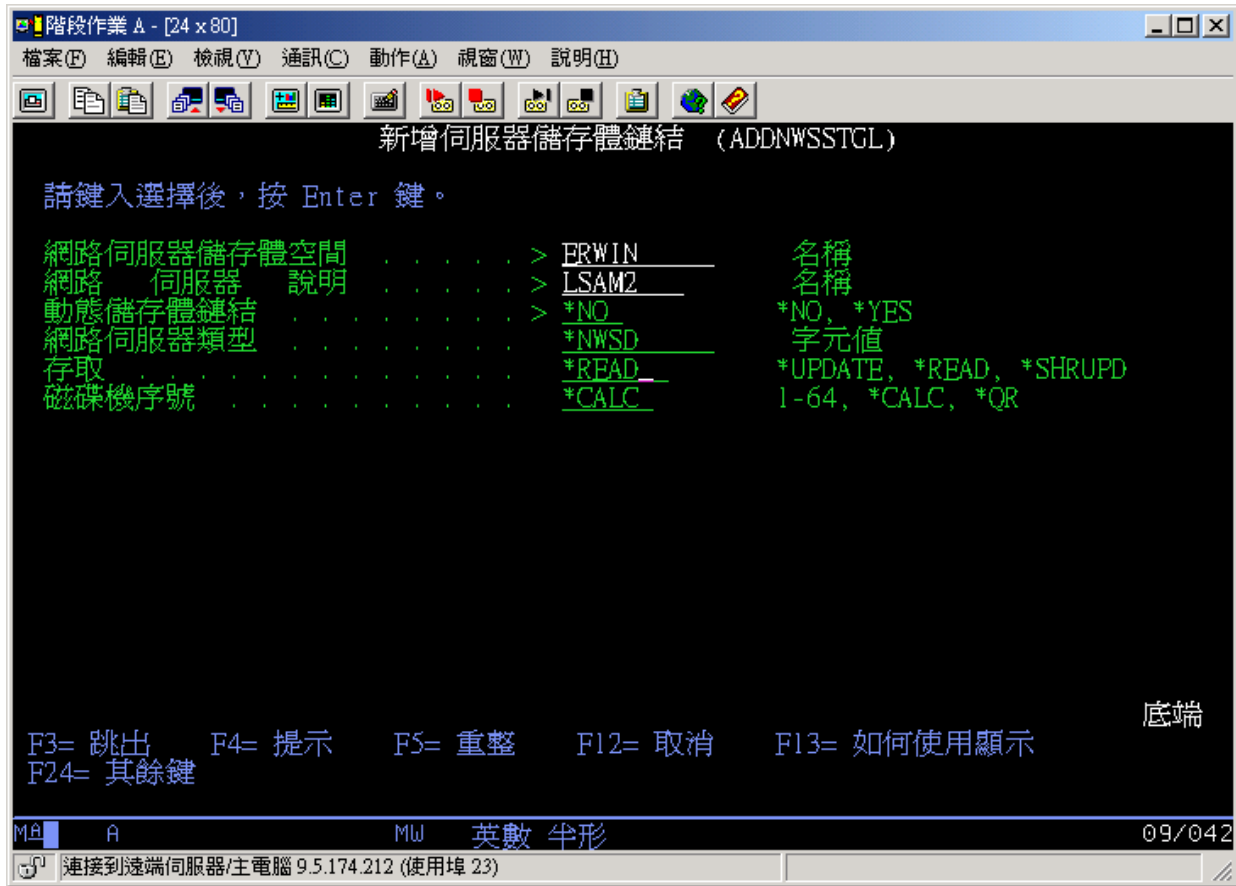 階段作業 A - [24 x 80]
檔案(F) 編輯(E) 檢視(V) 通訊(C) 動作(A) 視窗(W) 說明(H)
新增伺服器儲存體鏈結 (ADDNWSSTGL)
請鍵入選擇後，按 Enter 鍵。
網路伺服器儲存體空間 . . . . . > ERWIN 名稱
網路 伺服器 說明 . . . . . > LSAM2 名稱
動態儲存體鏈結 . . . . . . . . > *NO *NO, *YES
網路伺服器類型 . . . . . . . . *NWSD 字元值
存取 . . . . . . . . . . . . . *READ *UPDATE, *READ, *SHRUPD
磁碟機序號 . . . . . . . . . . *CALC 1-64, *CALC, *QR
底端
F3= 跳出 F4= 提示 F5= 重整 F12= 取消 F13= 如何使用顯示
F24= 其餘鍵
MA A MW 英數 半形 09/042
連接到遠端伺服器/主電腦 9.5.174.212 (使用埠 23)